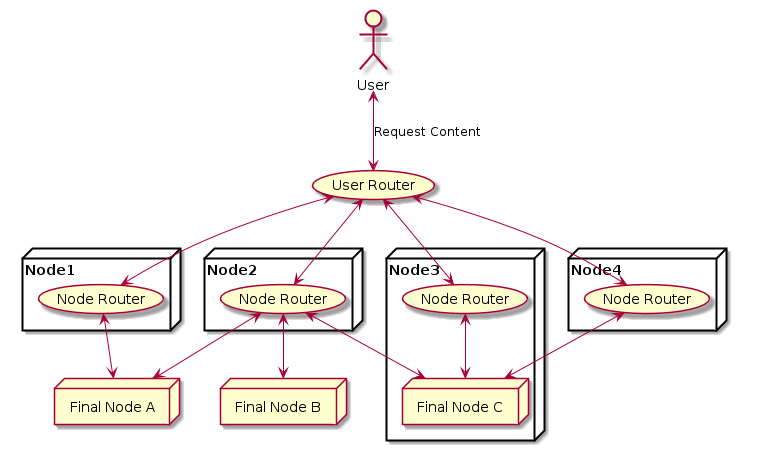 User
Request Content
User Router
Node1
Node2
Node3
Node4
Node Router
Node Router
Node Router
Node Router
Final Node A
Final Node B
Final Node C